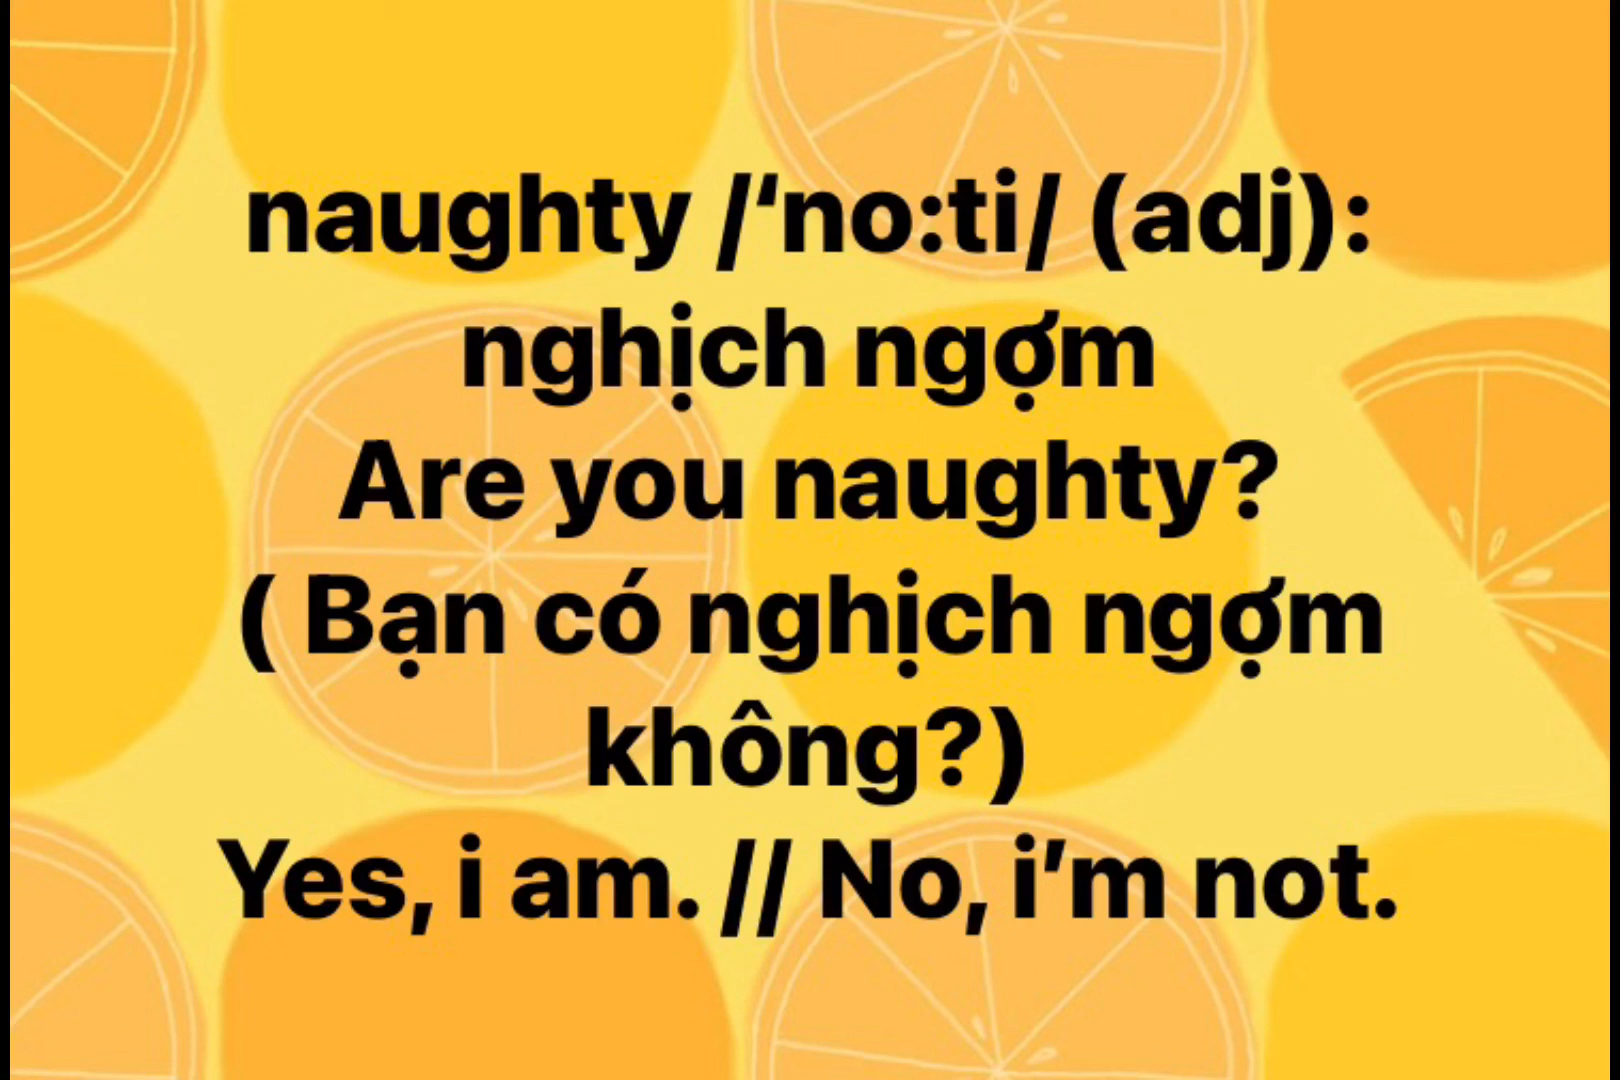 naughty /‘no:ti/ (adj):
nghịch ngợm
Are you naughty?
( Bạn có nghịch ngợm
không?)
Yes, i am. // No, i’m not.